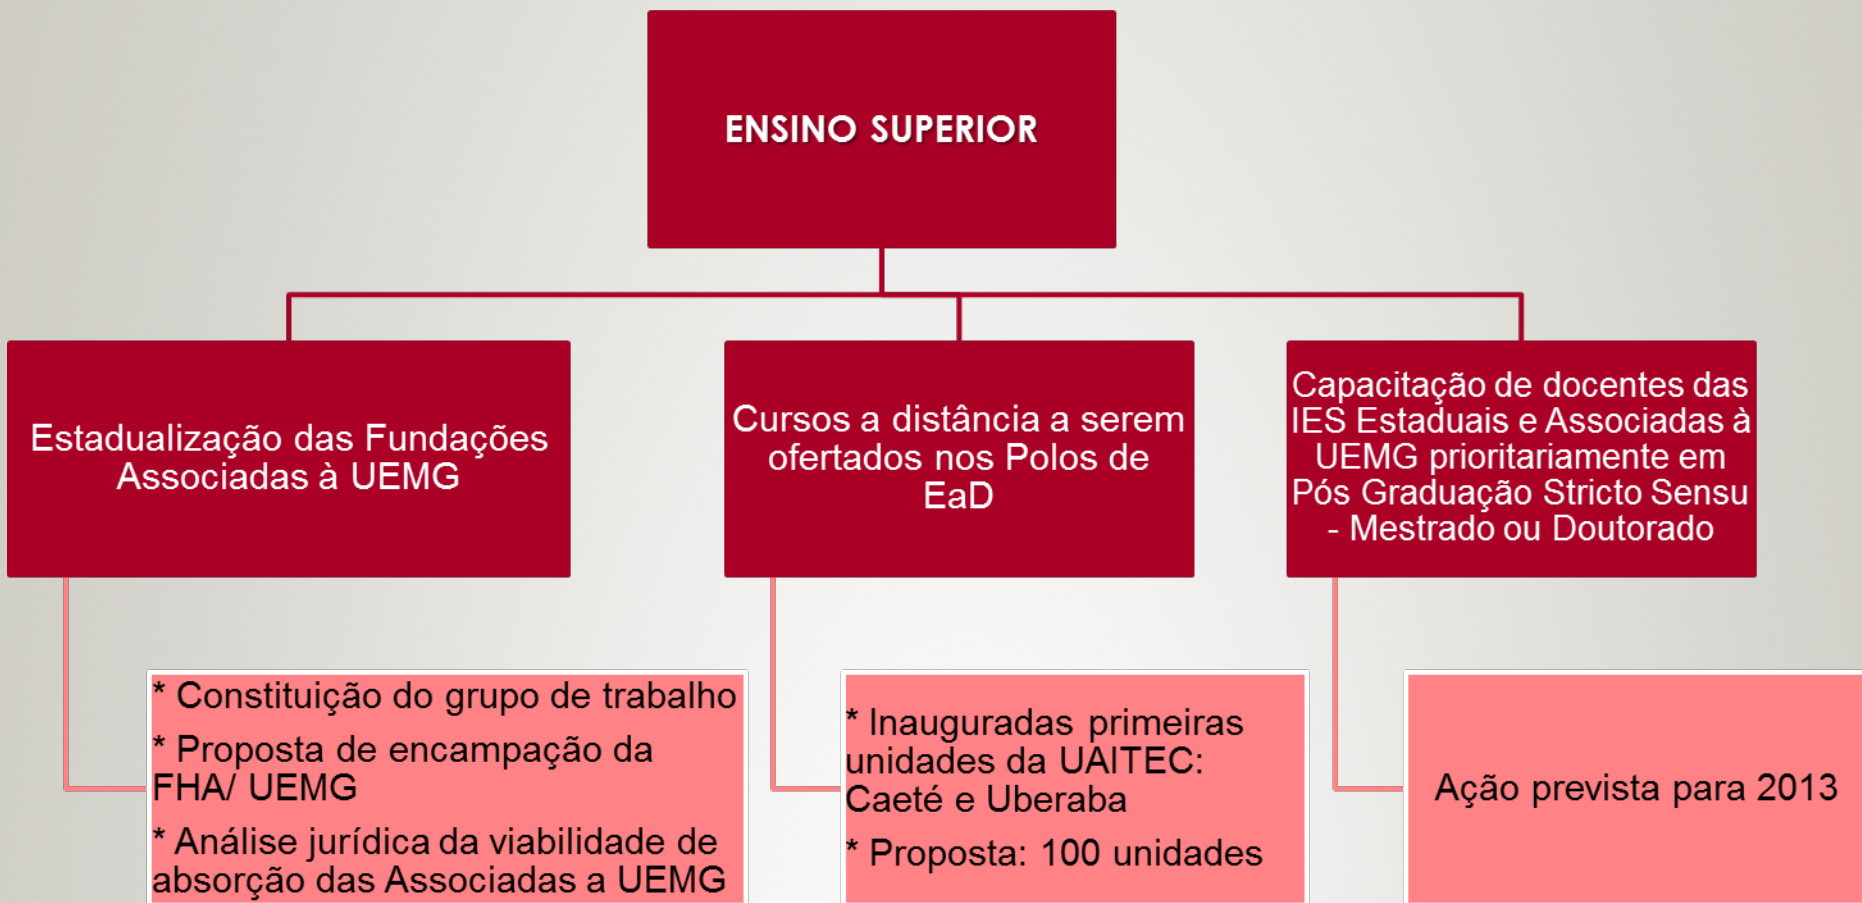 ENSINO SUPERIOR
Estadualização das Fundações
Associadas à UEMG
Cursos a distância a serem
ofertados nos Polos de
EaD
Capacitação de docentes das
IES Estaduais e Associadas à
UEMG prioritariamente em
Pós Graduação Stricto Sensu
- Mestrado ou Doutorado
* Constituição do grupo de trabalho
* Proposta de encampação da
FHA/ UEMG
* Análise jurídica da viabilidade de
absorção das Associadas a UEMG
* Inauguradas primeiras
unidades da UAITEC:
Caeté e Uberaba
* Proposta: 100 unidades
Ação prevista para 2013